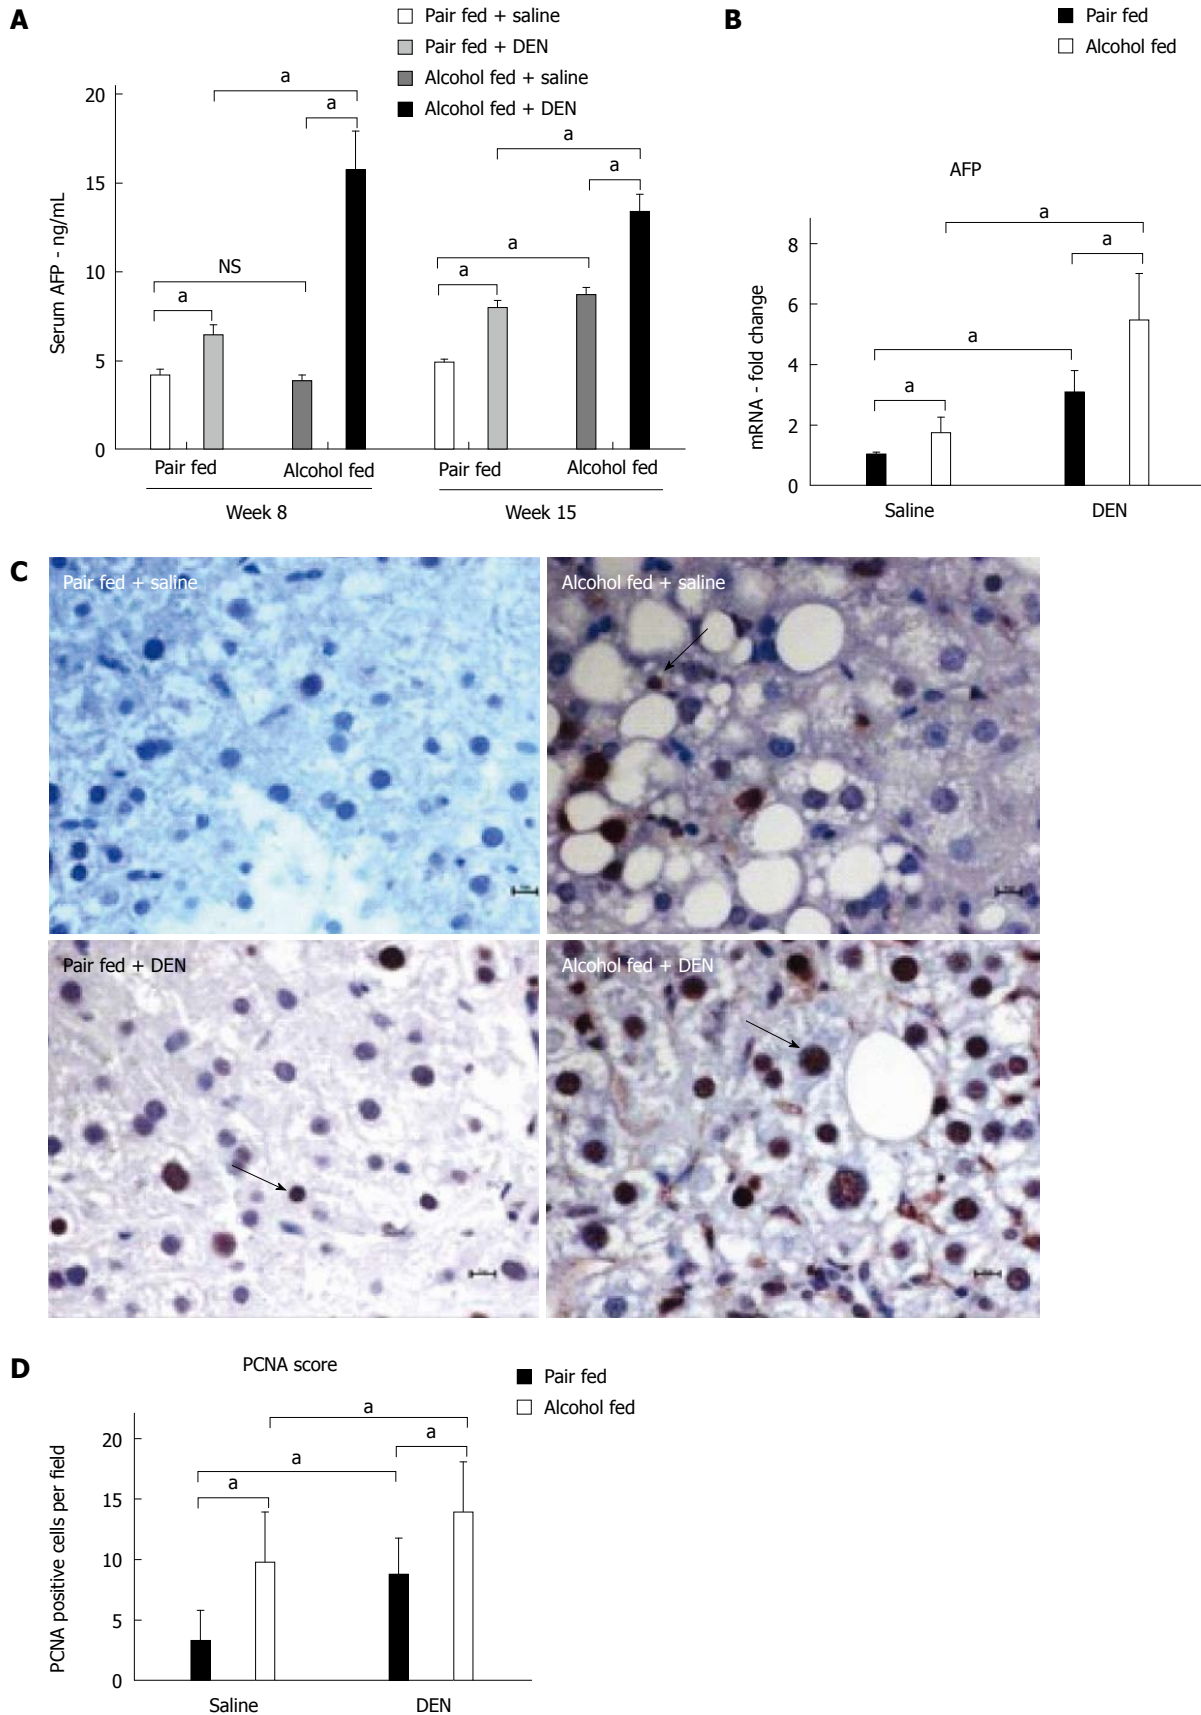 A
Pair fed + saline
Pair fed + DEN
Alcohol fed + saline
Alcohol fed + DEN
Serum AFP - ng/mL
20
15
10
5
0
a
a
NS
a
a
a
a
a
Pair fed
Alcohol fed
Pair fed
Alcohol fed
Week 8
Week 15
B
Pair fed
Alcohol fed
AFP
mRNA - fold change
8
6
4
2
0
a
a
a
a
Saline
DEN
C
Pair fed + saline
Alcohol fed + saline
Pair fed + DEN
Alcohol fed + DEN
D
PCNA score
Pair fed
Alcohol fed
PCNA positive cells per field
20
15
10
5
0
a
a
a
a
Saline
DEN